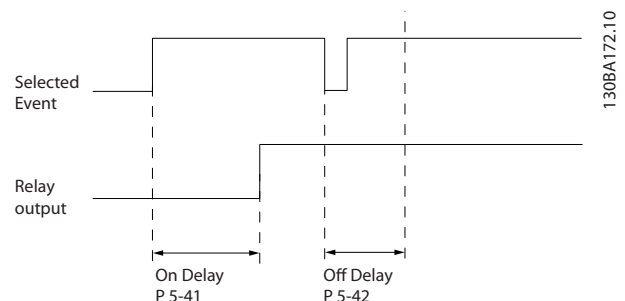 130BA172.10
Selected
Event
Relay
output
On Delay
P 5-41
Off Delay
P 5-42